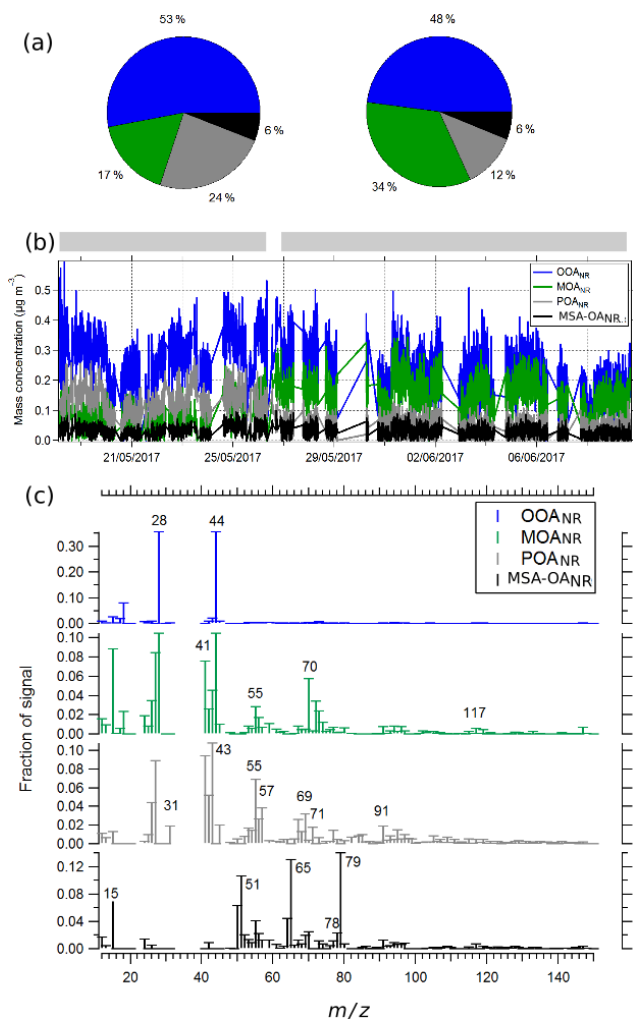 (a)
53 %
48 %
6 %
6 %
17 %
24 %
34 %
12 %
(b)
Mass concentration (µg m⁻³)
0.5
0.4
0.3
0.2
0.1
0.0
OOA_NR
MOA_NR
POA_NR
MSA-OA_NR.1
21/05/2017 25/05/2017 29/05/2017 02/06/2017 06/06/2017
(c)
OOA_NR
MOA_NR
POA_NR
MSA-OA_NR
Fraction of signal
28 44
0.30
0.20
0.10
0.00
0.10
0.08
0.06
0.04
0.02
0.00
41 55 70 117
0.10
0.08
0.06
0.04
0.02
0.00
31 43 55 57 69 71 91
0.12
0.08
0.04
0.00
15 51 65 78 79
20 40 60 80 100 120 140
m/z